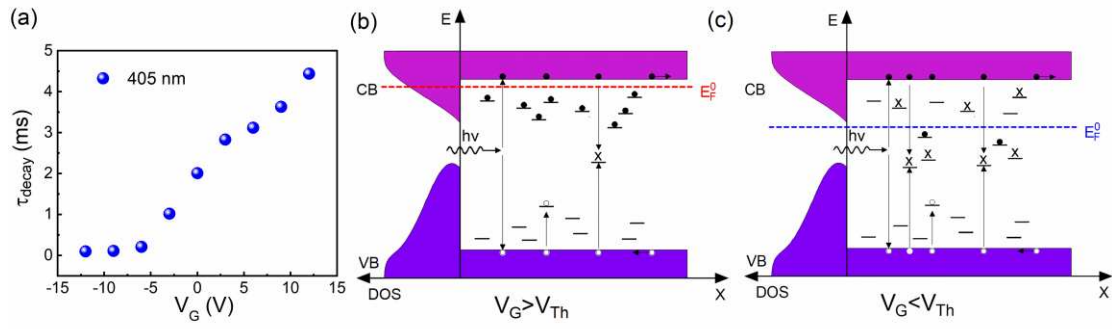 (a)
5
4
3
2
1
0
τdecay (ms)
405 nm
-15 -10 -5 0 5 10 15
VG (V)
(b)
E
CB
E⁰F
hν
X
VB
DOS
X
VG>VTh
(c)
E
CB
X
X
E⁰F
hν
X
X
X
X
X
VB
DOS
X
VG<VTh